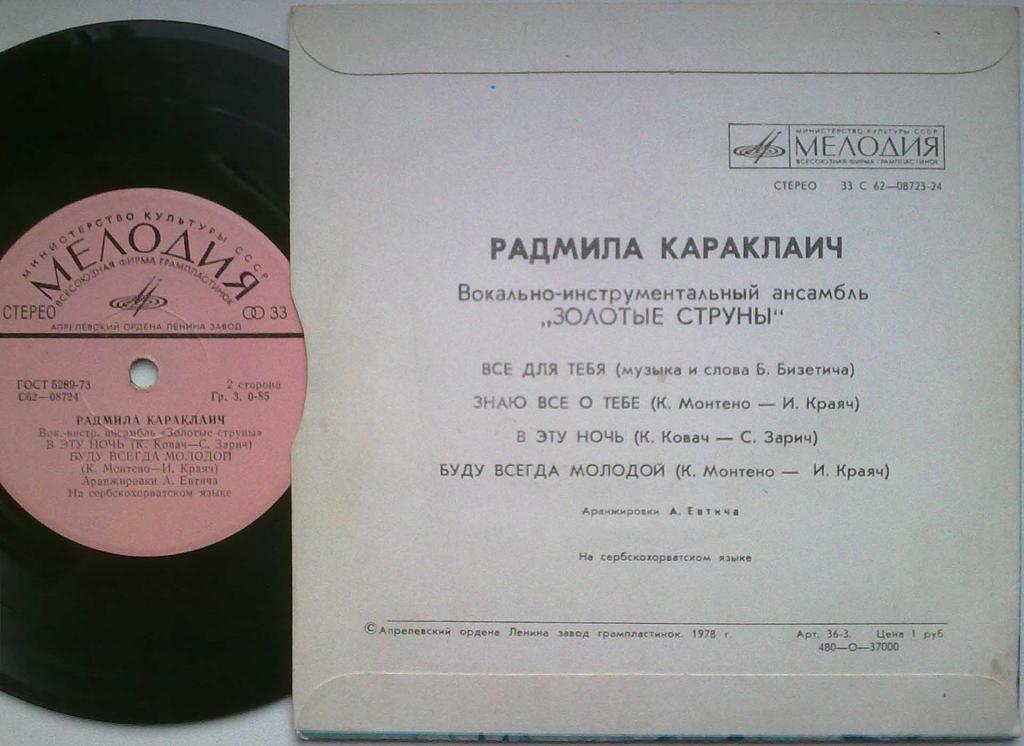 МИНИСТЕРСТВО КУЛЬТУРЫ СССР
МЕЛОДИЯ
ВСЕСОЮЗНАЯ ФИРМА ГРАМПЛАСТИНОК
СТЕРЕО 33
АПРЕЛЕВСКИЙ ОРДЕНА ЛЕНИНА ЗАВОД
ГОСТ 5289-73 2 сторона
С62—08724 Гр. 3. 0-85
РАДМИЛА КАРАКЛАИЧ
Вок.-инстр. ансамбль «Золотые струны»
В ЭТУ НОЧЬ (К. Ковач—С. Зарич)
БУДУ ВСЕГДА МОЛОДОЙ
(К. Монтено—И. Краяч)
Аранжировки А. Евтича
На сербскохорватском языке
МИНИСТЕРСТВО КУЛЬТУРЫ СССР
МЕЛОДИЯ
ВСЕСОЮЗНАЯ ФИРМА ГРАМПЛАСТИНОК
СТЕРЕО 33 С 62—08723-24
РАДМИЛА КАРАКЛАИЧ
Вокально-инструментальный ансамбль
„ЗОЛОТЫЕ СТРУНЫ“
ВСЕ ДЛЯ ТЕБЯ (музыка и слова Б. Бизетича)
ЗНАЮ ВСЕ О ТЕБЕ (К. Монтено — И. Краяч)
В ЭТУ НОЧЬ (К. Ковач — С. Зарич)
БУДУ ВСЕГДА МОЛОДОЙ (К. Монтено — И. Краяч)
Аранжировки А. Евтича
На сербскохорватском языке
© Апрелевский ордена Ленина завод грампластинок. 1978 г. Арт. 36-3. Цена 1 руб.
480—О—37000